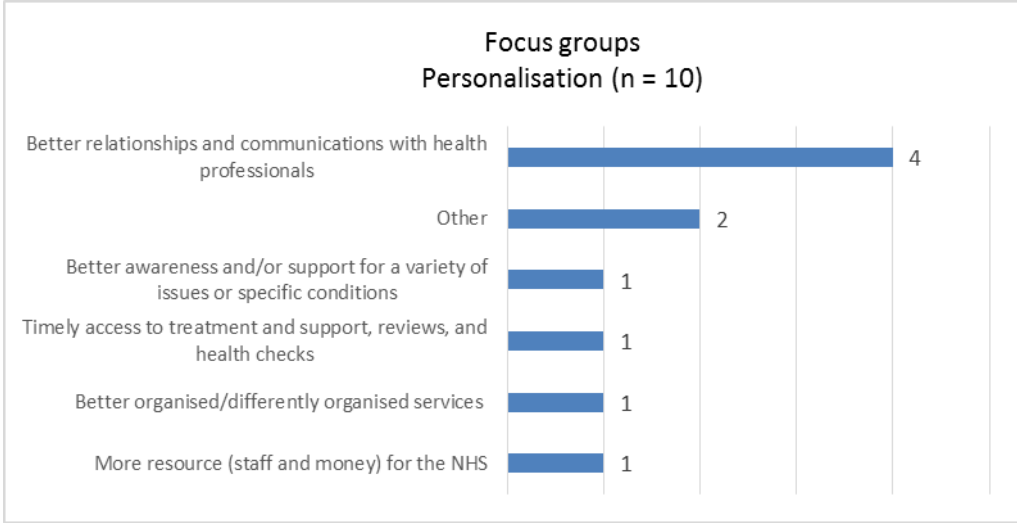 Focus groups
Personalisation (n = 10)
Better relationships and communications with health
professionals
4
Other
2
Better awareness and/or support for a variety of
issues or specific conditions
1
Timely access to treatment and support, reviews, and
health checks
1
Better organised/differently organised services
1
More resource (staff and money) for the NHS
1